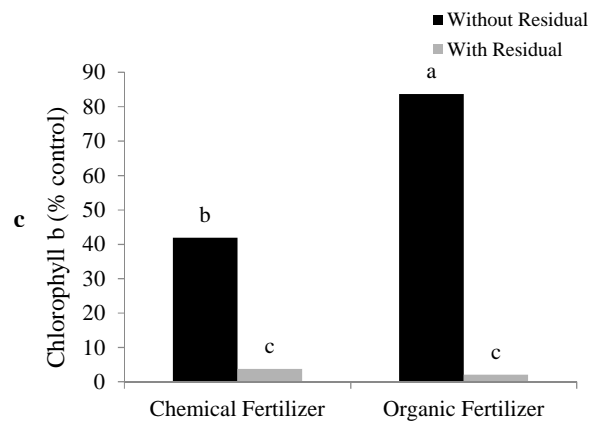 Without Residual
With Residual
90
80
70
60
50
40
30
20
10
0
Chlorophyll b (% control)
c
a
b
c
c
Chemical Fertilizer
Organic Fertilizer